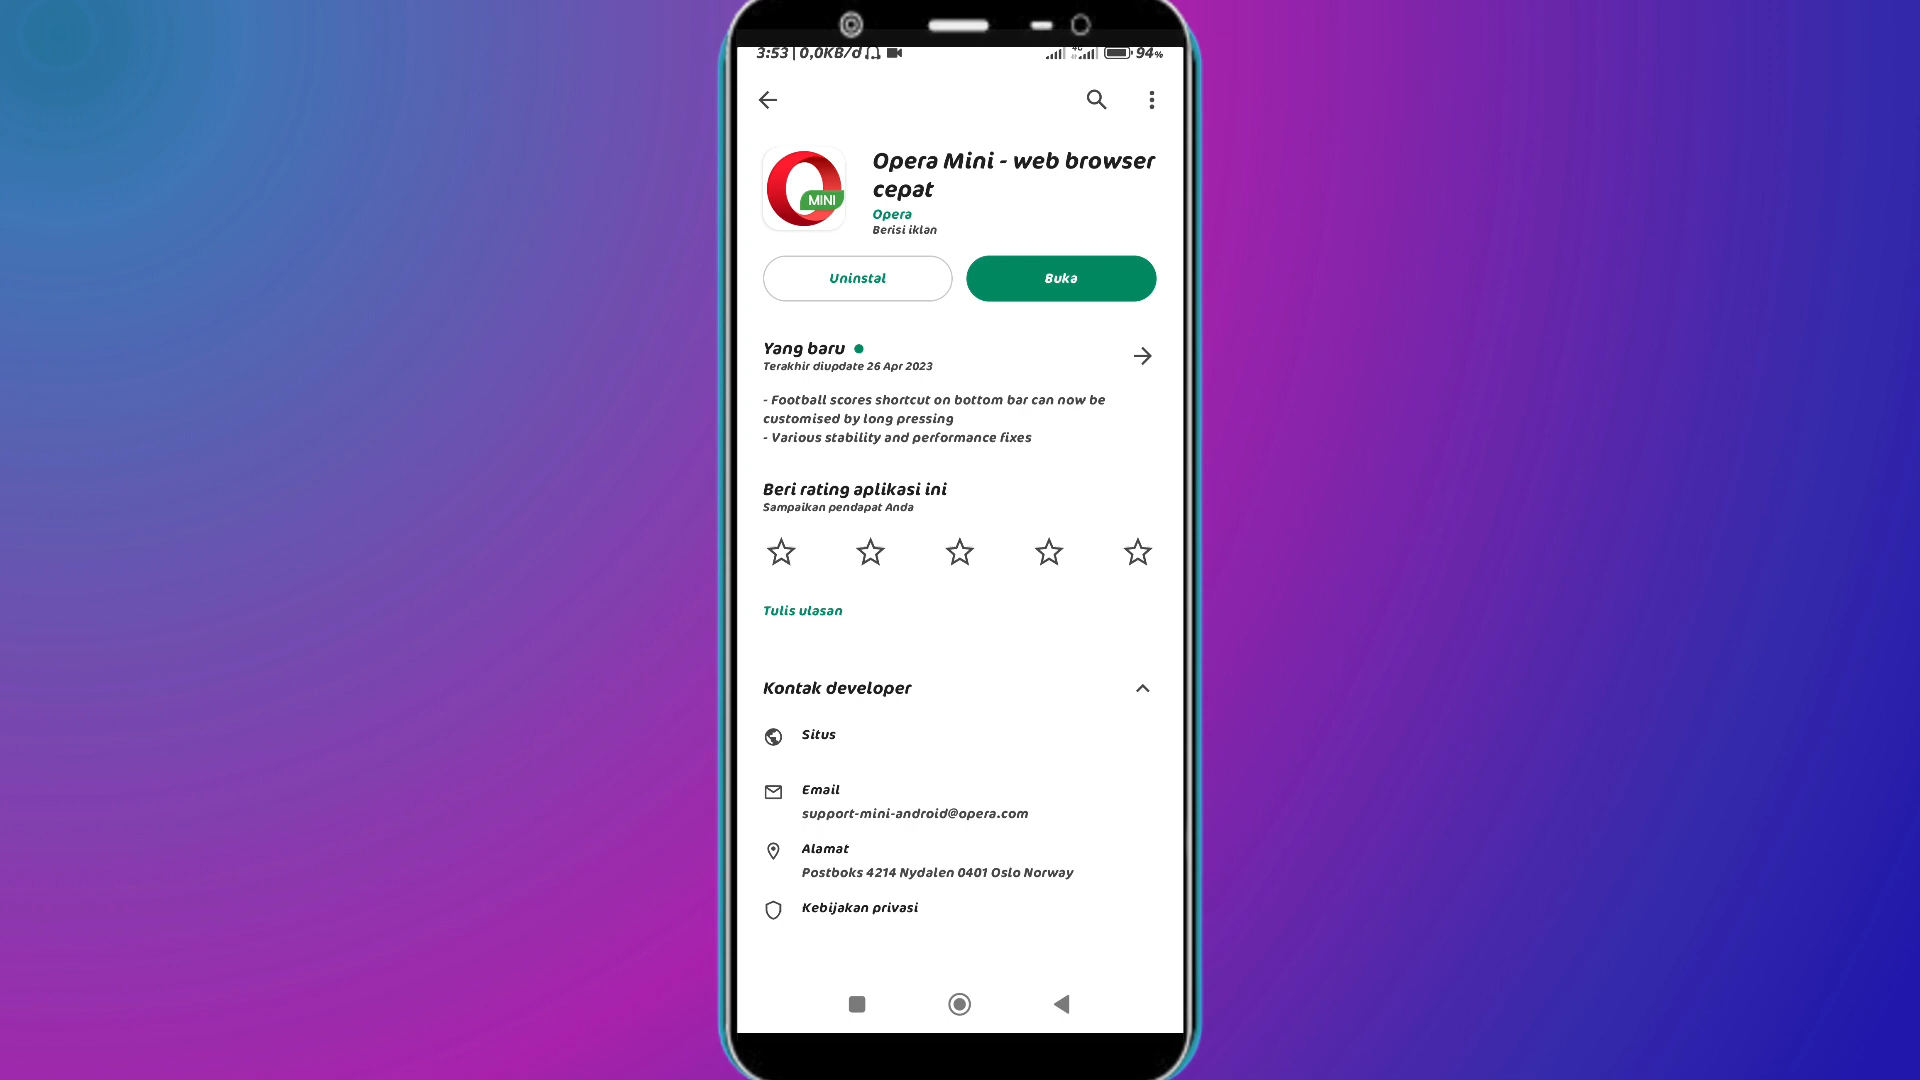 3:53 | 0,0KB/d 4G 94%
Opera Mini - web browser
cepat
MINI
Opera
Berisi iklan
Uninstal Buka
Yang baru
Terakhir diupdate 26 Apr 2023
- Football scores shortcut on bottom bar can now be
customised by long pressing
- Various stability and performance fixes
Beri rating aplikasi ini
Sampaikan pendapat Anda
Tulis ulasan
Kontak developer
Situs
Email
support-mini-android@opera.com
Alamat
Postboks 4214 Nydalen 0401 Oslo Norway
Kebijakan privasi